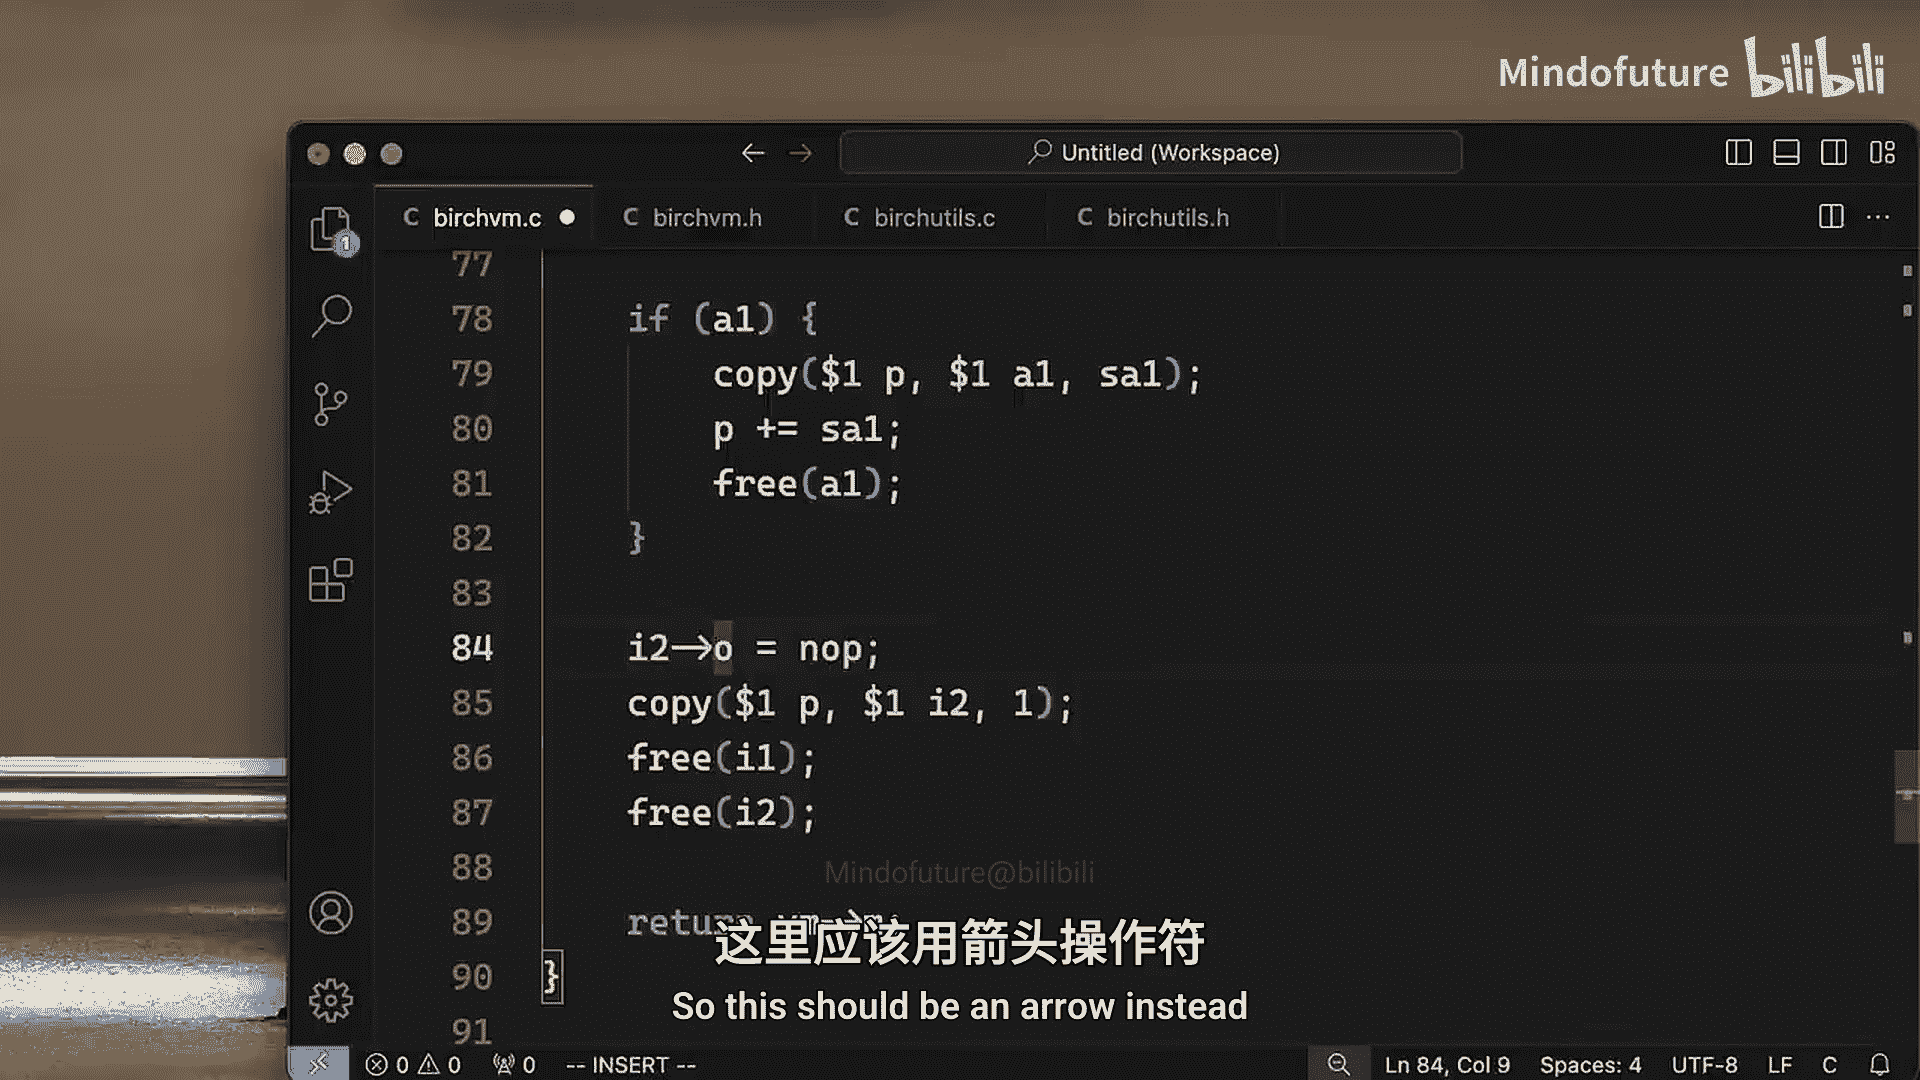 Mindofuture bilibili
Untitled (Workspace)
C birchvm.c C birchvm.h C birchutils.c C birchutils.h
1
77
78 if (a1) {
79 copy($1 p, $1 a1, sa1);
80 p += sa1;
81 free(a1);
82 }
83
84 i2->o = nop;
85 copy($1 p, $1 i2, 1);
86 free(i1);
87 free(i2);
88
Mindofuture@bilibili
89 return
这里应该用箭头操作符
90 }
So this should be an arrow instead
91
0 0 0 -- INSERT -- Ln 84, Col 9 Spaces: 4 UTF-8 LF C